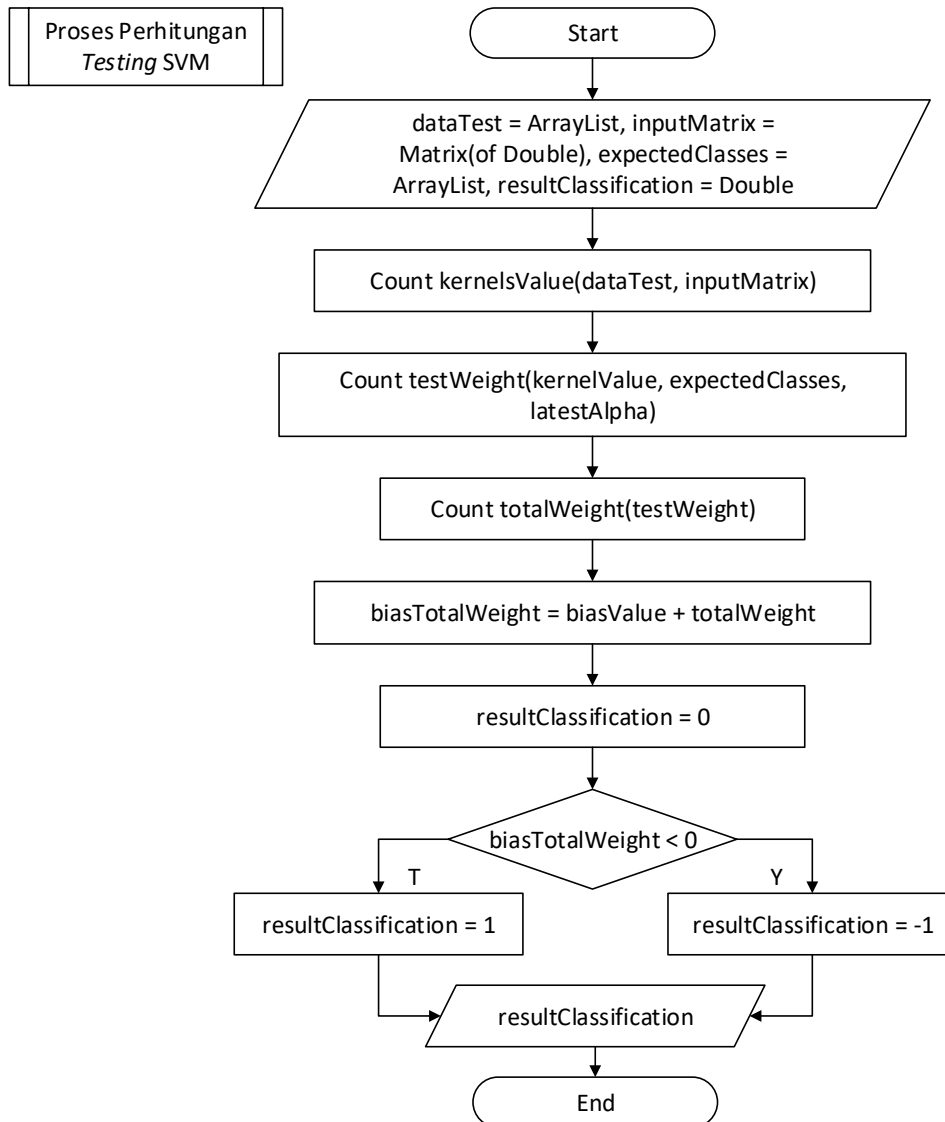 Proses Perhitungan
Testing SVM
Start
dataTest = ArrayList, inputMatrix =
Matrix(of Double), expectedClasses =
ArrayList, resultClassification = Double
Count kernelsValue(dataTest, inputMatrix)
Count testWeight(kernelValue, expectedClasses,
latestAlpha)
Count totalWeight(testWeight)
biasTotalWeight = biasValue + totalWeight
resultClassification = 0
biasTotalWeight < 0
T
Y
resultClassification = 1
resultClassification = -1
resultClassification
End